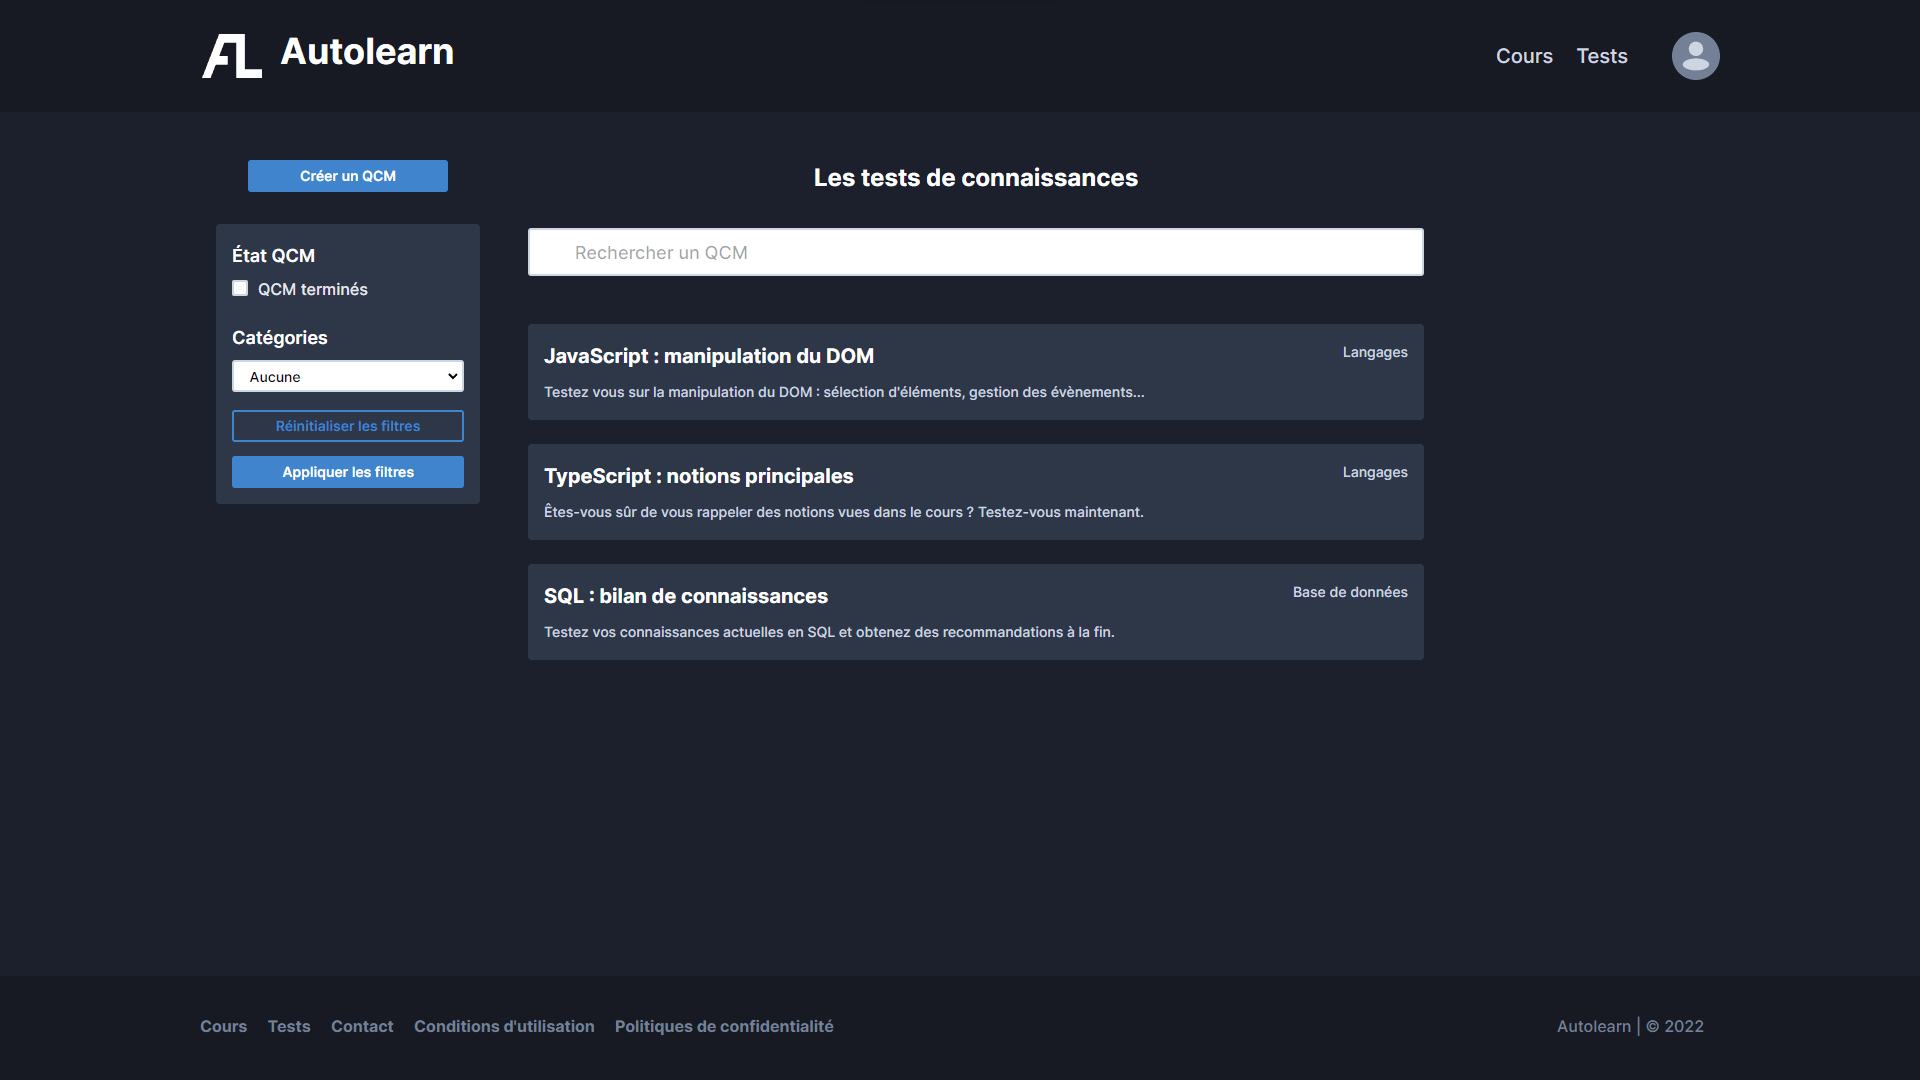 AL Autolearn
Cours Tests
Créer un QCM
État QCM
QCM terminés
Catégories
Aucune
Réinitialiser les filtres
Appliquer les filtres
Les tests de connaissances
Rechercher un QCM
JavaScript : manipulation du DOM
Langages
Testez vous sur la manipulation du DOM : sélection d'éléments, gestion des évènements...
TypeScript : notions principales
Langages
Êtes-vous sûr de vous rappeler des notions vues dans le cours ? Testez-vous maintenant.
SQL : bilan de connaissances
Base de données
Testez vos connaissances actuelles en SQL et obtenez des recommandations à la fin.
Cours Tests Contact Conditions d'utilisation Politiques de confidentialité
Autolearn | © 2022